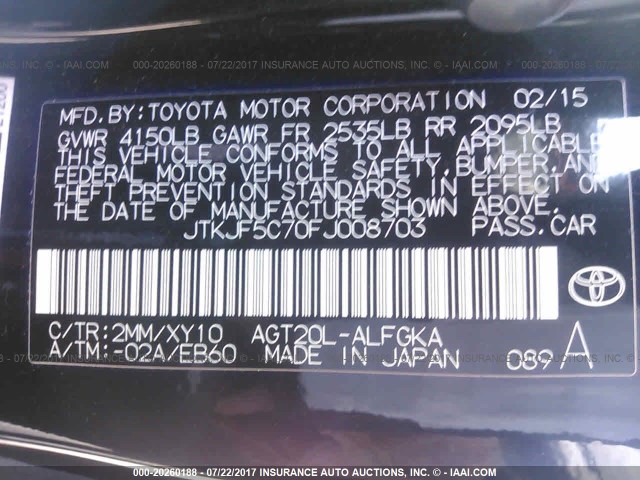 000-20260188 - 07/22/2017 INSURANCE AUTO AUCTIONS, INC. - © IAAI.COM
MFD. BY: TOYOTA MOTOR CORPORATION 02/15
GVWR 4150LB GAWR FR 2535LB RR 2095LB
THIS VEHICLE CONFORMS TO ALL APPLICABLE
FEDERAL MOTOR VEHICLE SAFETY, BUMPER, AND
THEFT PREVENTION STANDARDS IN EFFECT ON
THE DATE OF MANUFACTURE SHOWN ABOVE.
JTKJF5C70FJ008703 PASS. CAR
C/TR: 2MM/XY10 AGT20L-ALFGKA
A/TM: -02A/EB60 MADE IN JAPAN 039 A
000-20260188 - 07/22/2017 INSURANCE AUTO AUCTIONS, INC. - © IAAI.COM